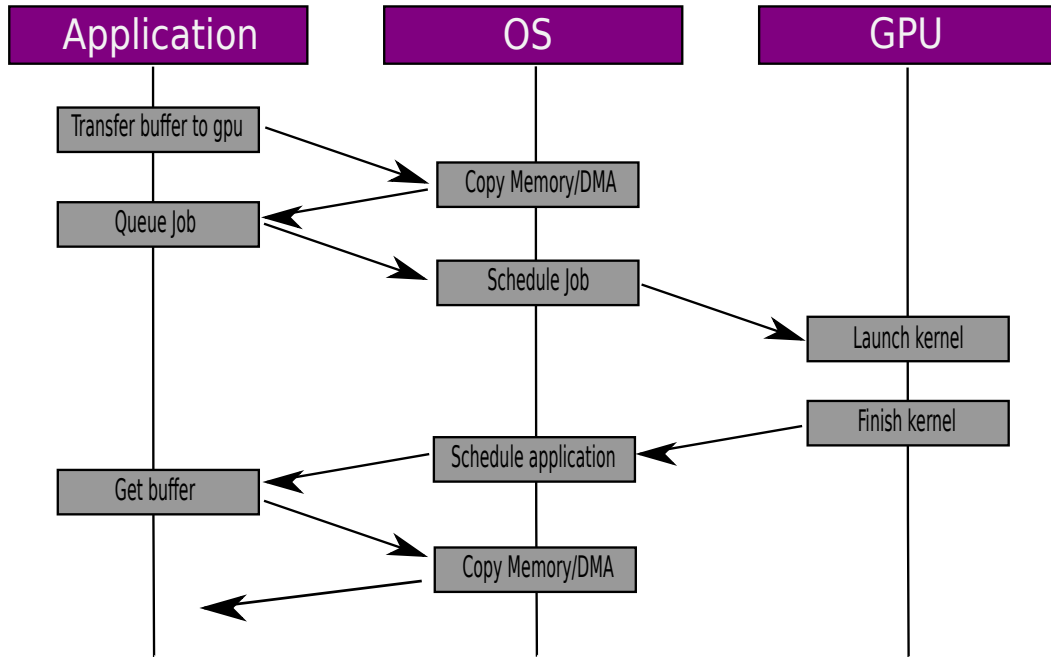 Application
OS
GPU
Transfer buffer to gpu
Copy Memory/DMA
Queue Job
Schedule Job
Launch kernel
Finish kernel
Schedule application
Get buffer
Copy Memory/DMA